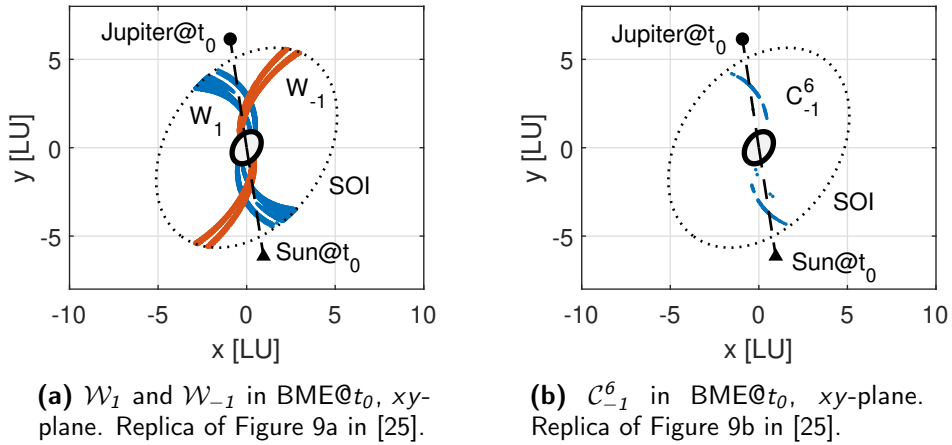 Jupiter@t0
W1
W-1
SOI
Sun@t0
5
0
-5
y [LU]
-10 -5 0 5 10
x [LU]
(a) W1 and W−1 in BME@t0, xy-
plane. Replica of Figure 9a in [25].
Jupiter@t0
C6-1
SOI
Sun@t0
5
0
-5
y [LU]
-10 -5 0 5 10
x [LU]
(b) C6−1 in BME@t0, xy-plane.
Replica of Figure 9b in [25].